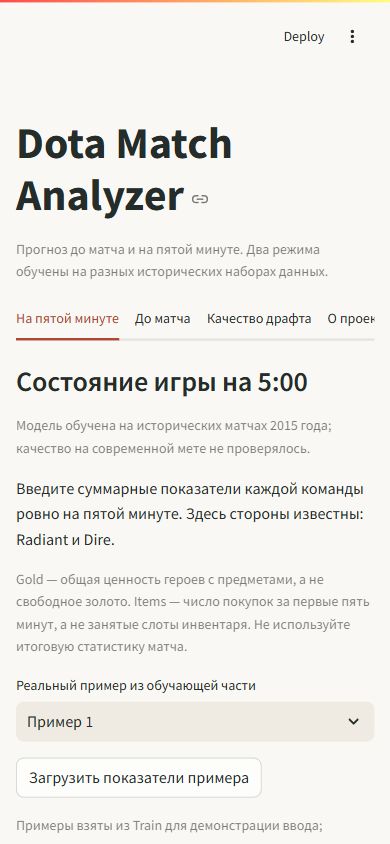 Deploy
Dota Match
Analyzer
Прогноз до матча и на пятой минуте. Два режима
обучены на разных исторических наборах данных.
На пятой минуте До матча Качество драфта О проек
Состояние игры на 5:00
Модель обучена на исторических матчах 2015 года;
качество на современной мете не проверялось.
Введите суммарные показатели каждой команды
ровно на пятой минуте. Здесь стороны известны:
Radiant и Dire.
Gold — общая ценность героев с предметами, а не
свободное золото. Items — число покупок за первые пять
минут, а не занятые слоты инвентаря. Не используйте
итоговую статистику матча.
Реальный пример из обучающей части
Пример 1
Загрузить показатели примера
Примеры взяты из Train для демонстрации ввода;